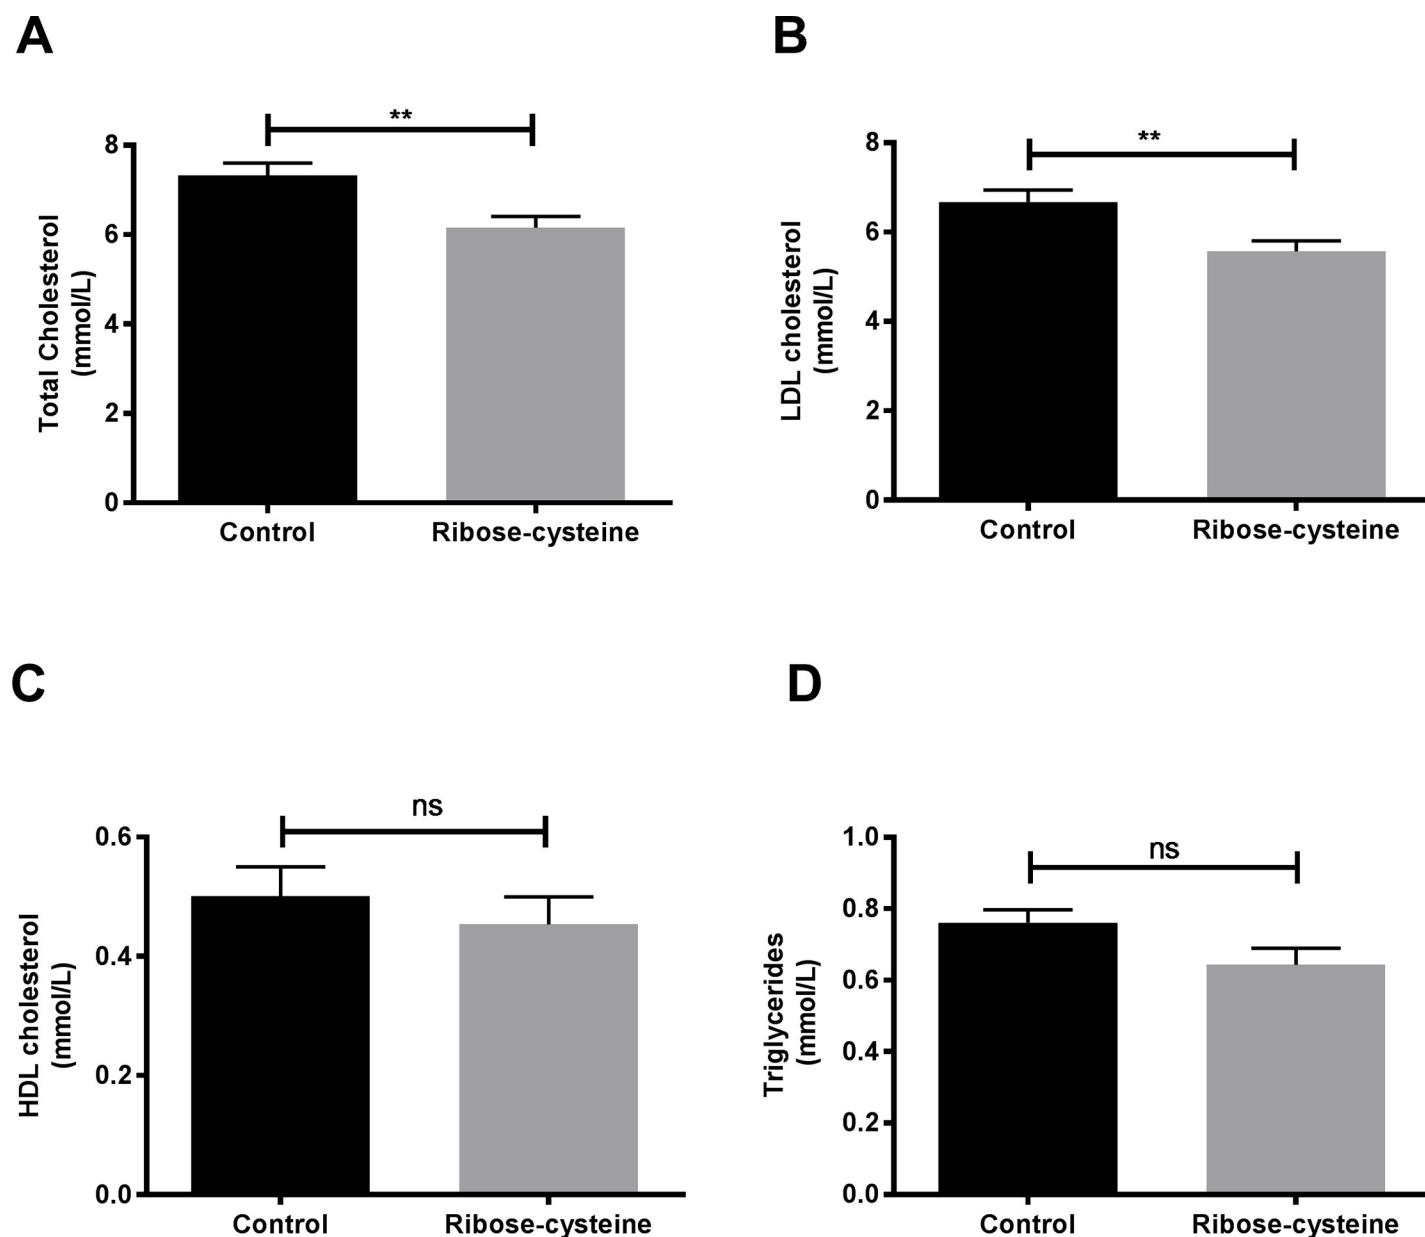 A
**
8
6
4
2
0
Total Cholesterol
(mmol/L)
Control
Ribose-cysteine
B
**
8
6
4
2
0
LDL cholesterol
(mmol/L)
Control
Ribose-cysteine
C
ns
0.6
0.4
0.2
0.0
HDL cholesterol
(mmol/L)
Control
Ribose-cysteine
D
ns
1.0
0.8
0.6
0.4
0.2
0.0
Triglycerides
(mmol/L)
Control
Ribose-cysteine